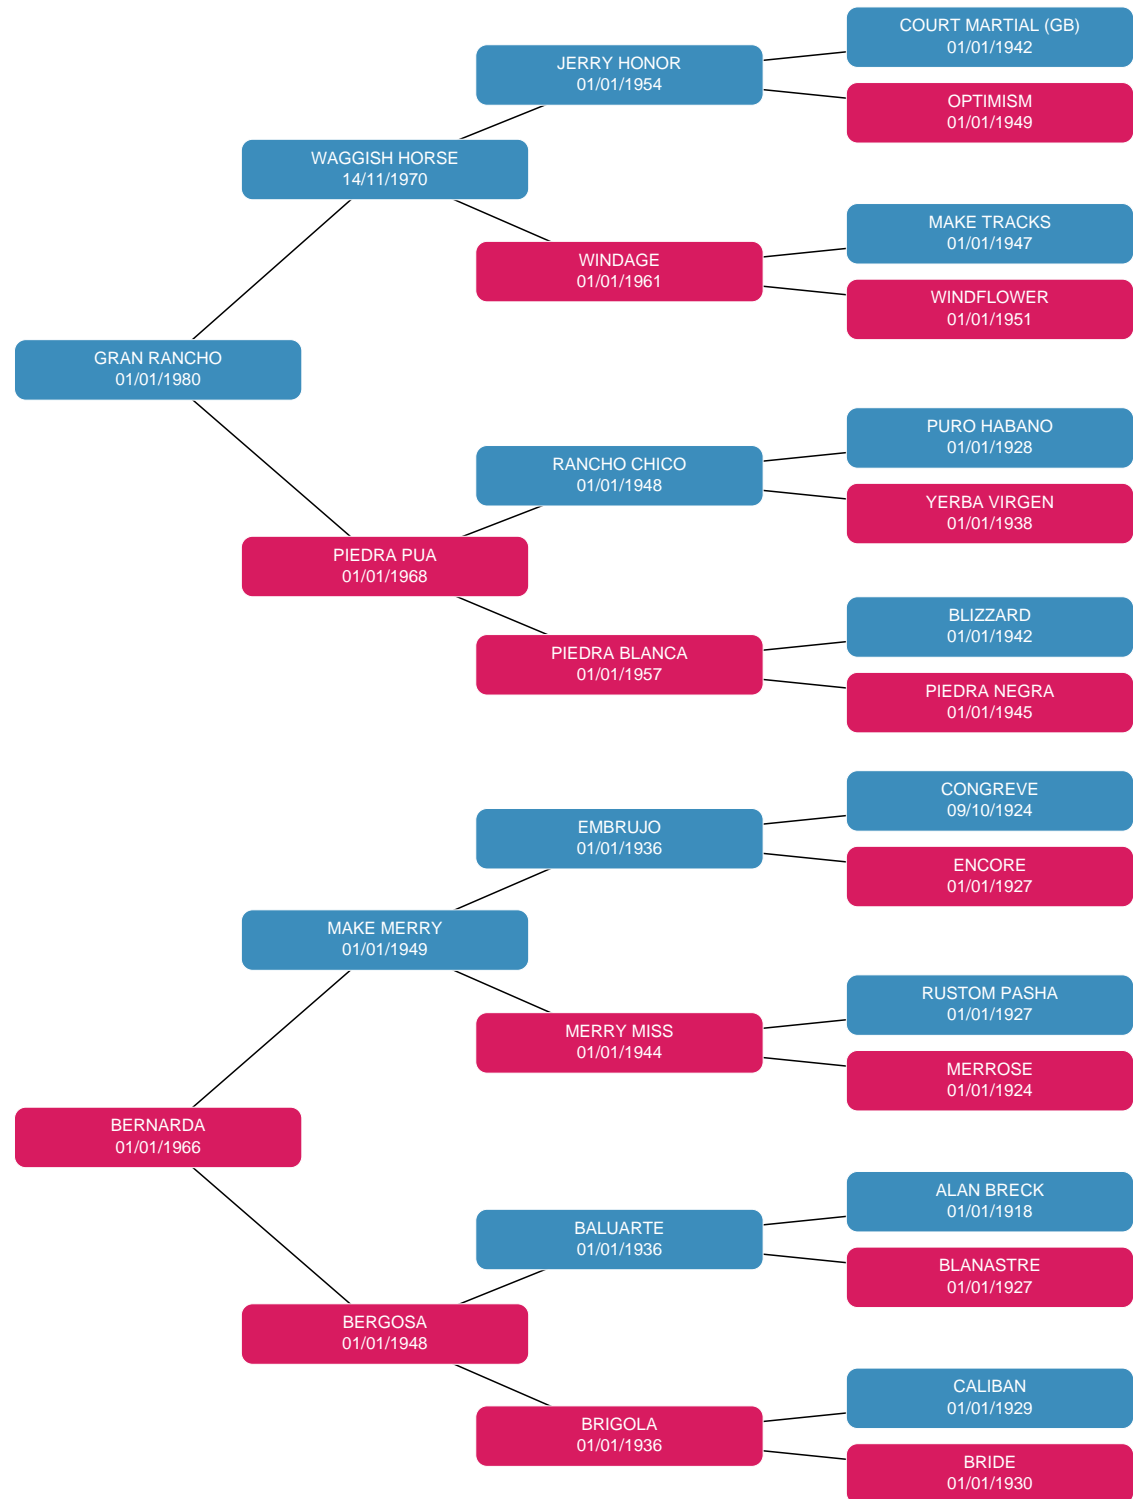 COURT MARTIAL (GB)
01/01/1942
JERRY HONOR
01/01/1954
OPTIMISM
01/01/1949
WAGGISH HORSE
14/11/1970
MAKE TRACKS
01/01/1947
WINDAGE
01/01/1961
WINDFLOWER
01/01/1951
GRAN RANCHO
01/01/1980
PURO HABANO
01/01/1928
RANCHO CHICO
01/01/1948
YERBA VIRGEN
01/01/1938
PIEDRA PUA
01/01/1968
BLIZZARD
01/01/1942
PIEDRA BLANCA
01/01/1957
PIEDRA NEGRA
01/01/1945
CONGREVE
09/10/1924
EMBRUJO
01/01/1936
ENCORE
01/01/1927
MAKE MERRY
01/01/1949
RUSTOM PASHA
01/01/1927
MERRY MISS
01/01/1944
MERROSE
01/01/1924
BERNARDA
01/01/1966
ALAN BRECK
01/01/1918
BALUARTE
01/01/1936
BLANASTRE
01/01/1927
BERGOSA
01/01/1948
CALIBAN
01/01/1929
BRIGOLA
01/01/1936
BRIDE
01/01/1930